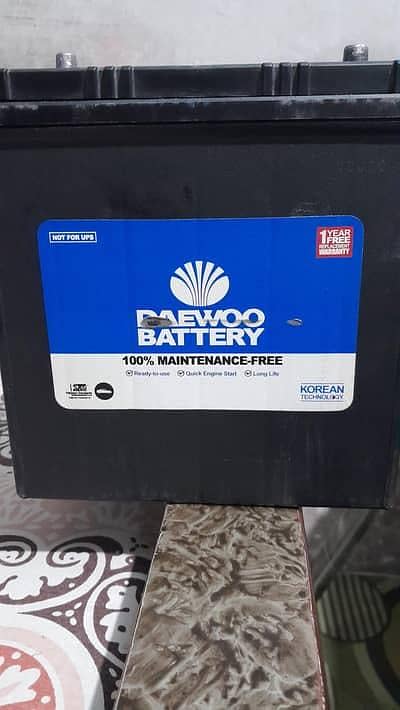 NOT FOR UPS
1 YEAR
FREE
REPLACEMENT
WARRANTY
DAEWOO
BATTERY
100% MAINTENANCE-FREE
Ready-to-use Quick Engine Start Long Life
KOREAN
TECHNOLOGY